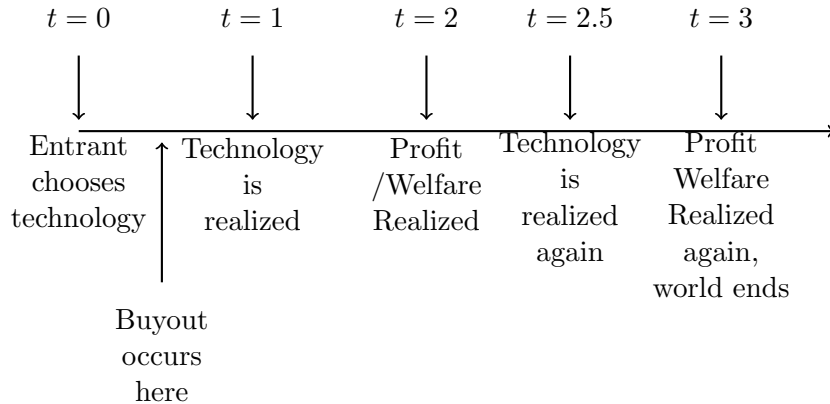 t = 0
t = 1
t = 2
t = 2.5
t = 3
Entrant
chooses
technology
Technology
is
realized
Profit
/Welfare
Realized
Technology
is
realized
again
Profit
Welfare
Realized
again,
world ends
Buyout
occurs
here